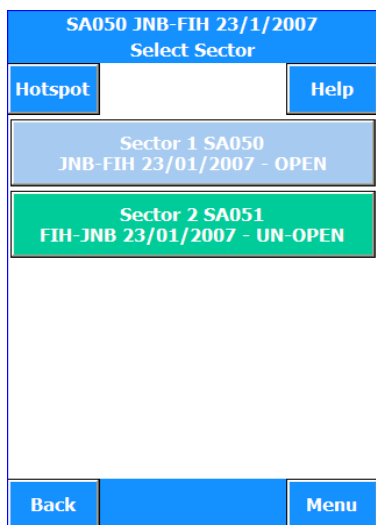 SA050 JNB-FIH 23/1/2007
Select Sector
Hotspot
Help
Sector 1 SA050
JNB-FIH 23/01/2007 - OPEN
Sector 2 SA051
FIH-JNB 23/01/2007 - UN-OPEN
Back
Menu